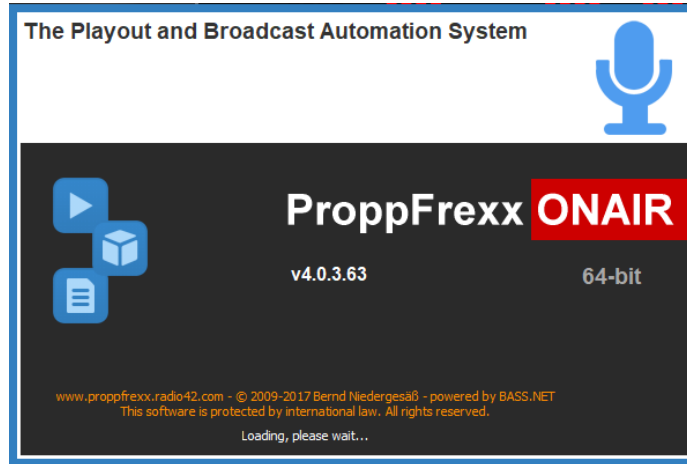 The Playout and Broadcast Automation System
ProppFrexx ONAIR
v4.0.3.63 64-bit
www.proppfrexx.radio42.com - © 2009-2017 Bernd Niedergesäß - powered by BASS.NET
This software is protected by international law. All rights reserved.
Loading, please wait...